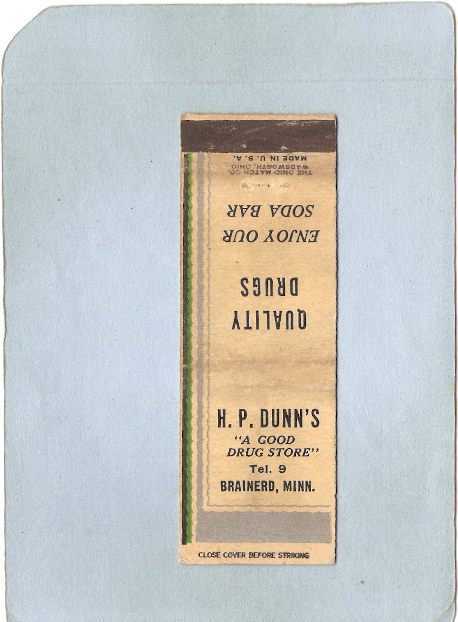 H. P. DUNN'S
"A GOOD
DRUG STORE"
Tel. 9
BRAINERD, MINN.
CLOSE COVER BEFORE STRIKING
QUALITY
DRUGS
ENJOY OUR
SODA BAR
THE OHIO MATCH CO.
WADSWORTH, OHIO
MADE IN U. S. A.